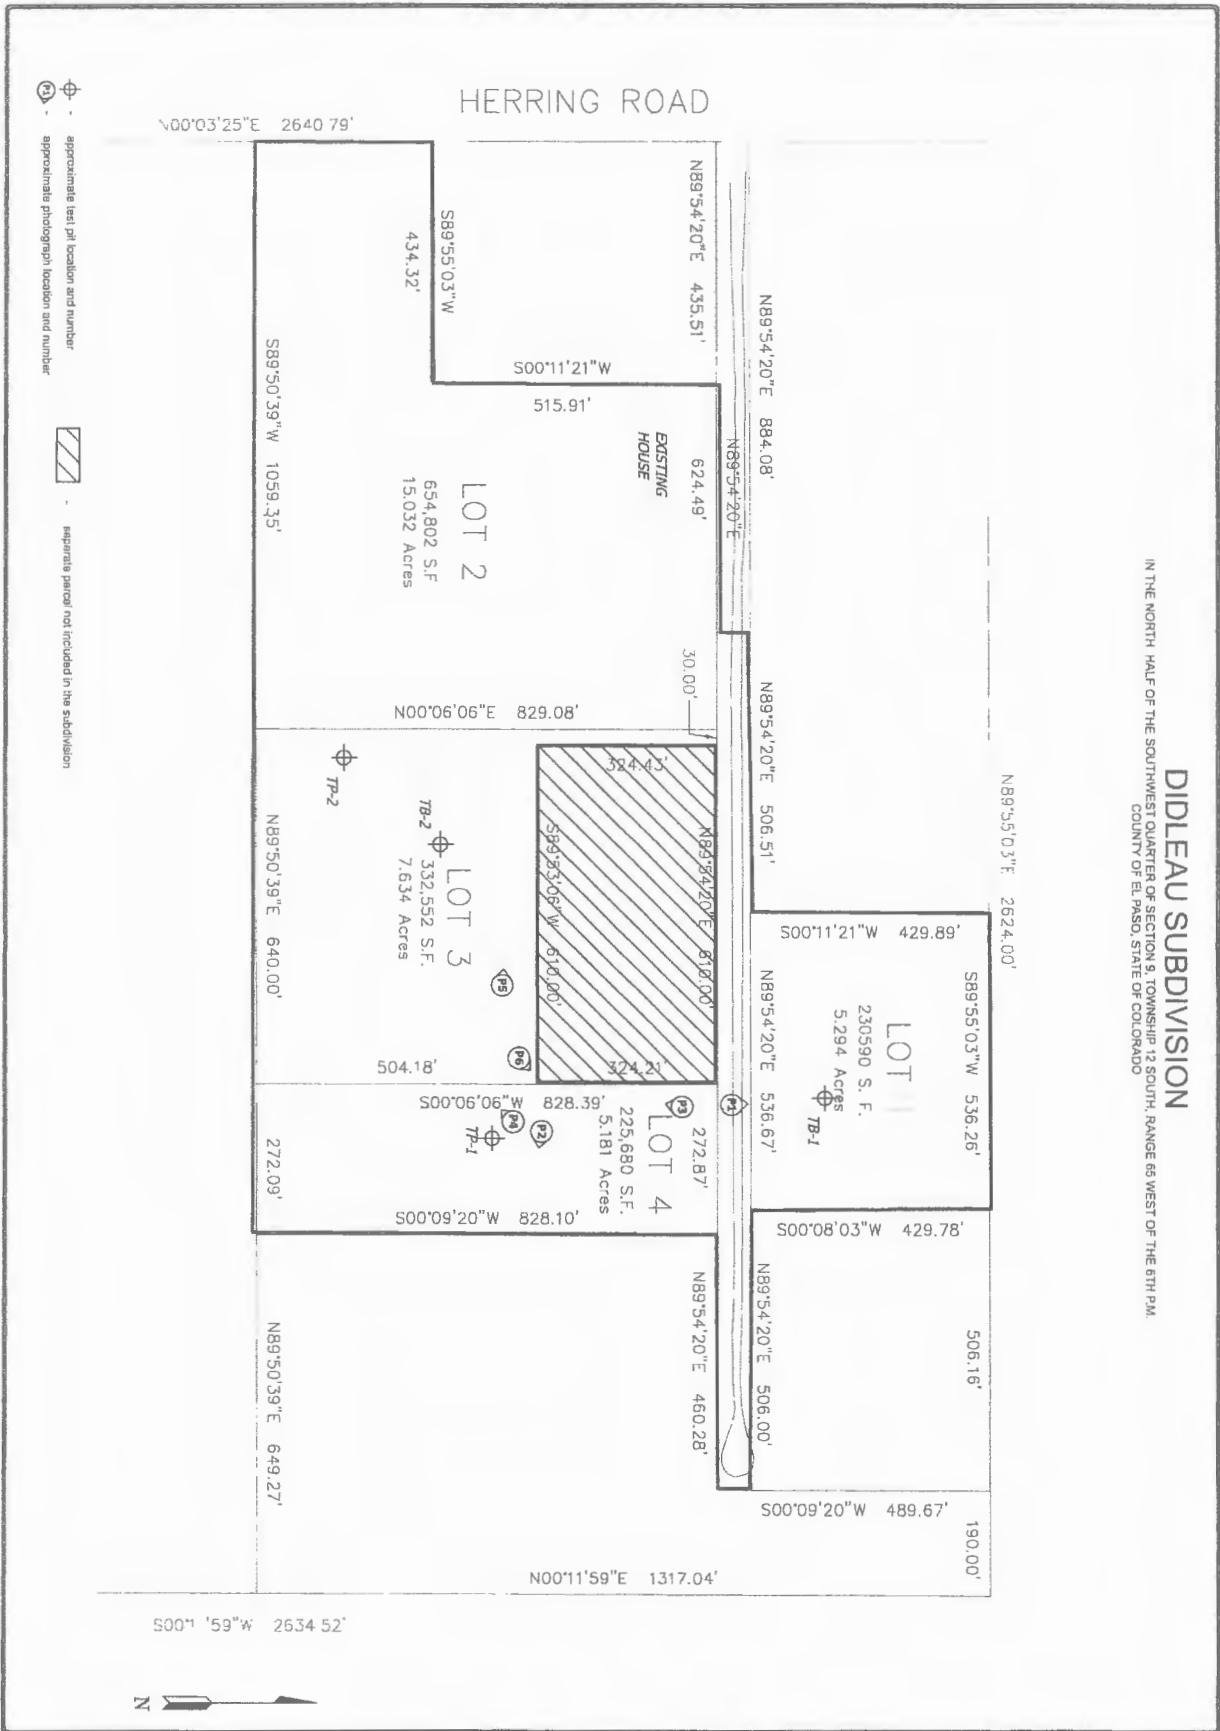 DIDLEAU SUBDIVISION
IN THE NORTH HALF OF THE SOUTHWEST QUARTER OF SECTION 9, TOWNSHIP 12 SOUTH, RANGE 65 WEST OF THE 6TH P.M.
COUNTY OF EL PASO, STATE OF COLORADO
N89°55'03"E 2624.00'
S89°55'03"W 536.26'
506.16'
190.00'
S00°11'21"W 429.89'
LOT 1
230590 S. F.
5.294 Acres
TB-1
S00°08'03"W 429.78'
S00°09'20"W 489.67'
N89°54'20"E 884.08'
N89°54'20"E 506.51'
N89°54'20"E 536.67'
N89°54'20"E 506.00'
N89°54'20"E
P1
HERRING ROAD
N89°54'20"E 435.51'
624.49'
30.00'
N89°54'20"E 610.00'
272.87'
N89°54'20"E 460.28'
EXISTING
HOUSE
S00°11'21"W
515.91'
324.43'
324.21'
S89°53'06"W 610.00'
P3
LOT 4
225,680 S.F.
5.181 Acres
P2
P4
TP-1
S89°55'03"W
434.32'
LOT 2
654,802 S.F
15.032 Acres
N00°06'06"E 829.08'
P5
P6
LOT 3
332,552 S.F.
7.634 Acres
TB-2
TP-2
504.18'
S00°06'06"W 828.39'
S00°09'20"W 828.10'
N00°11'59"E 1317.04'
N00°03'25"E 2640 79'
S89°50'39"W 1059.35'
N89°50'39"E 640.00'
272.09'
N89°50'39"E 649.27'
S00°1 '59"W 2634 52'
- approximate test pit location and number
P1 - approximate photograph location and number
- separate parcel not included in the subdivision
N